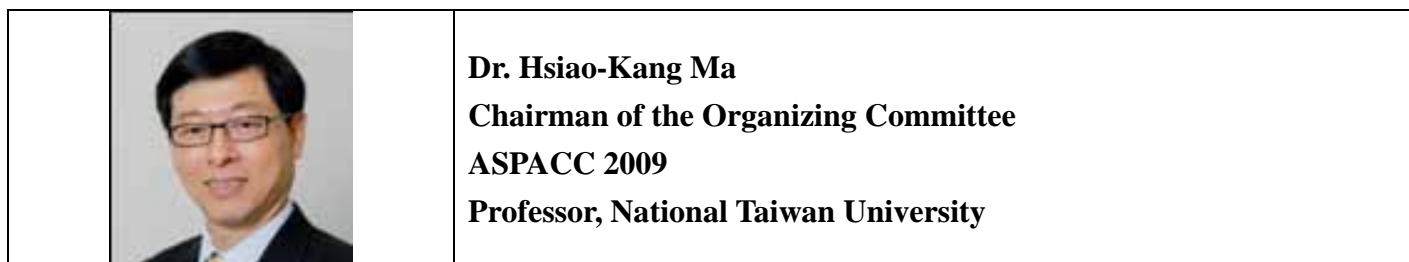 Dr. Hsiao-Kang Ma
Chairman of the Organizing Committee
ASPACC 2009
Professor, National Taiwan University